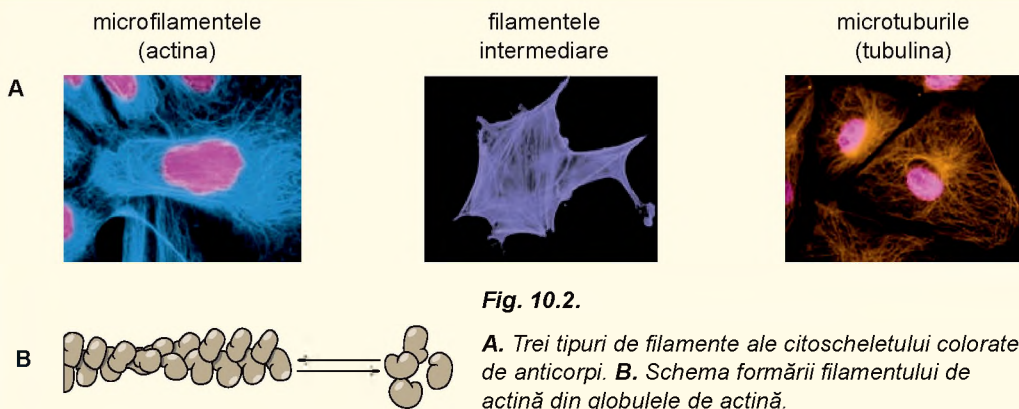 microfilamentele
(actina)
filamentele
intermediare
microtuburile
(tubulina)
A
Fig. 10.2.
B
A. Trei tipuri de filamente ale citoscheletului colorate
de anticorpi. B. Schema formării filamentului de
actină din globulele de actină.